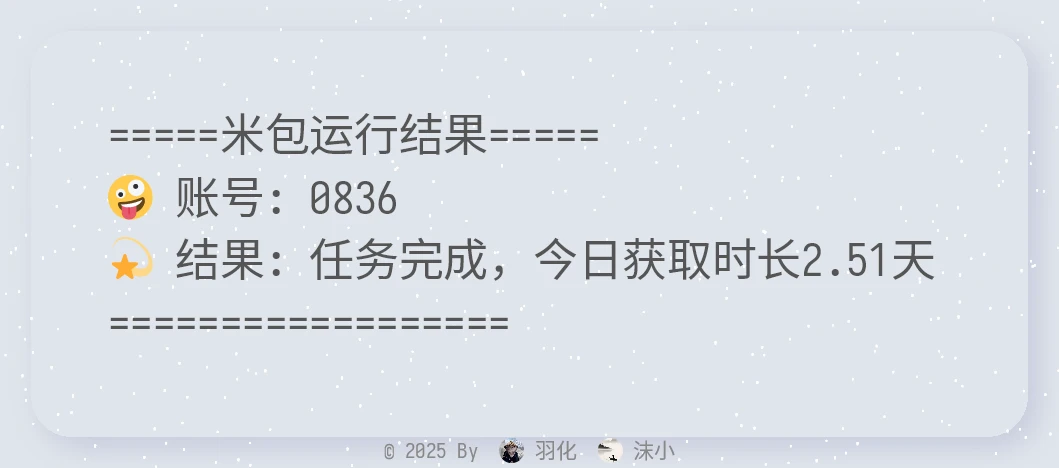 =====米包运行结果=====
🤪 账号：0836
💫 结果：任务完成，今日获取时长2.51天
==================
© 2025 By 羽化 沫小